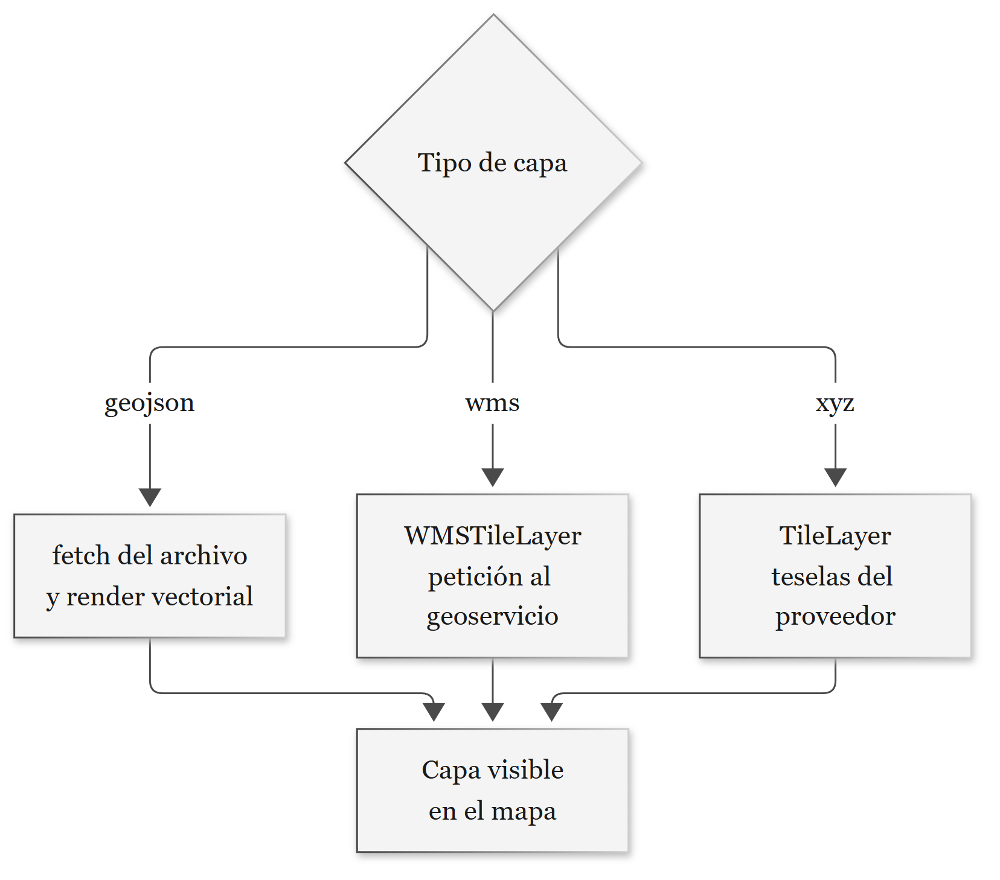 Tipo de capa
geojson
wms
xyz
fetch del archivo
y render vectorial
WMSTileLayer
petición al
geoservicio
TileLayer
teselas del
proveedor
Capa visible
en el mapa